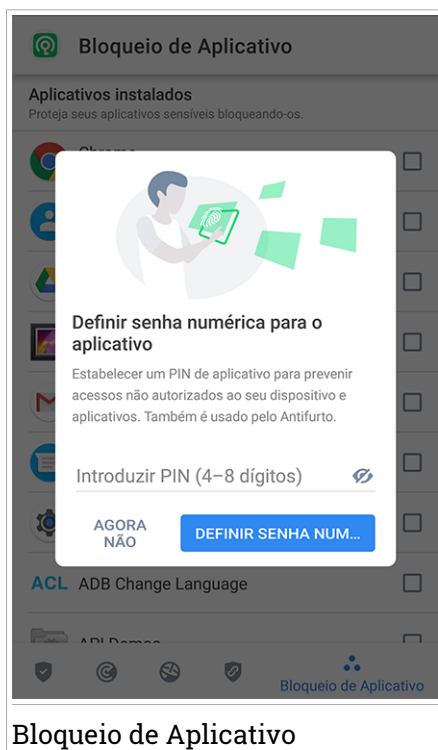 Bloqueio de Aplicativo
Aplicativos instalados
Proteja seus aplicativos sensíveis bloqueando-os.
Definir senha numérica para o
aplicativo
Estabelecer um PIN de aplicativo para prevenir
acessos não autorizados ao seu dispositivo e
aplicativos. Também é usado pelo Antifurto.
Introduzir PIN (4–8 dígitos)
AGORA
NÃO
DEFINIR SENHA NUM...
ACL ADB Change Language
API Demos
Bloqueio de Aplicativo
Bloqueio de Aplicativo